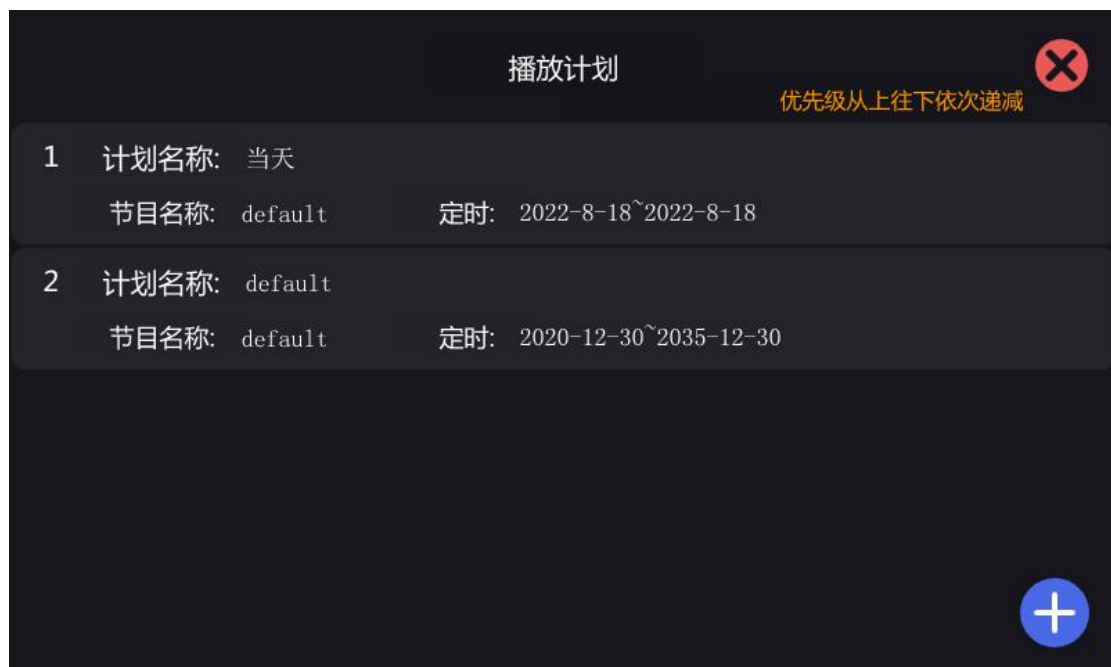 播放计划
优先级从上往下依次递减
1 计划名称: 当天
节目名称: default 定时: 2022-8-18~2022-8-18
2 计划名称: default
节目名称: default 定时: 2020-12-30~2035-12-30